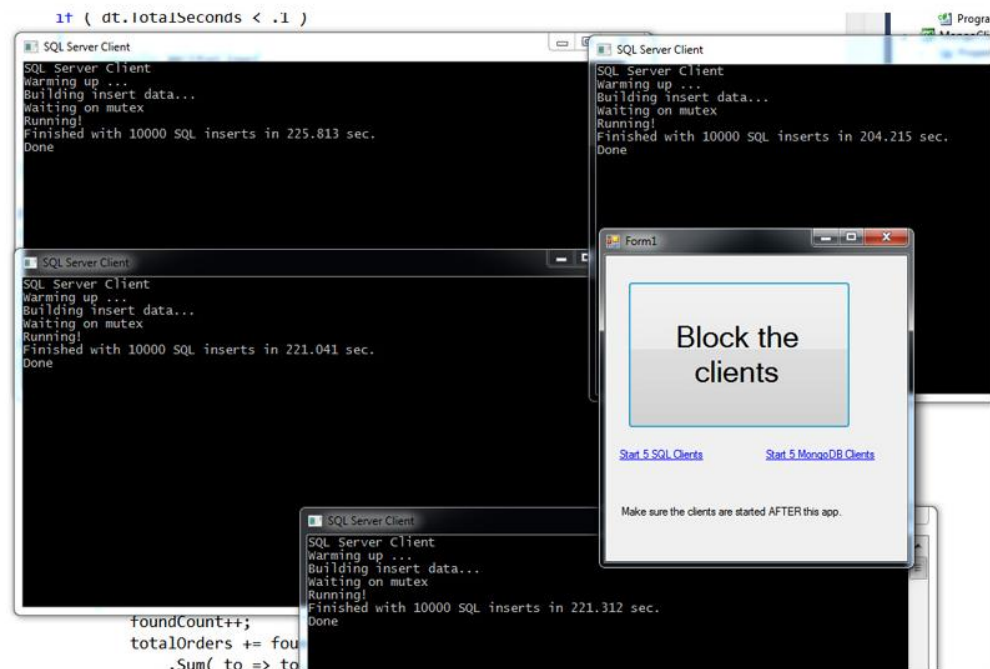 if ( dt.TotalSeconds < .1 )
Progra
SQL Server Client
SQL Server Client
Warming up ...
Building insert data...
Waiting on mutex
Running!
Finished with 10000 SQL inserts in 225.813 sec.
Done
SQL Server Client
SQL Server Client
Warming up ...
Building insert data...
Waiting on mutex
Running!
Finished with 10000 SQL inserts in 204.215 sec.
Done
SQL Server Client
SQL Server Client
Warming up ...
Building insert data...
Waiting on mutex
Running!
Finished with 10000 SQL inserts in 221.041 sec.
Done
Form1
Block the
clients
Start 5 SQL Clients
Start 5 MongoDB Clients
Make sure the clients are started AFTER this app.
SQL Server Client
SQL Server Client
Warming up ...
Building insert data...
Waiting on mutex
Running!
Finished with 10000 SQL inserts in 221.312 sec.
Done
foundCount++;
totalOrders += fou
.Sum( to => to